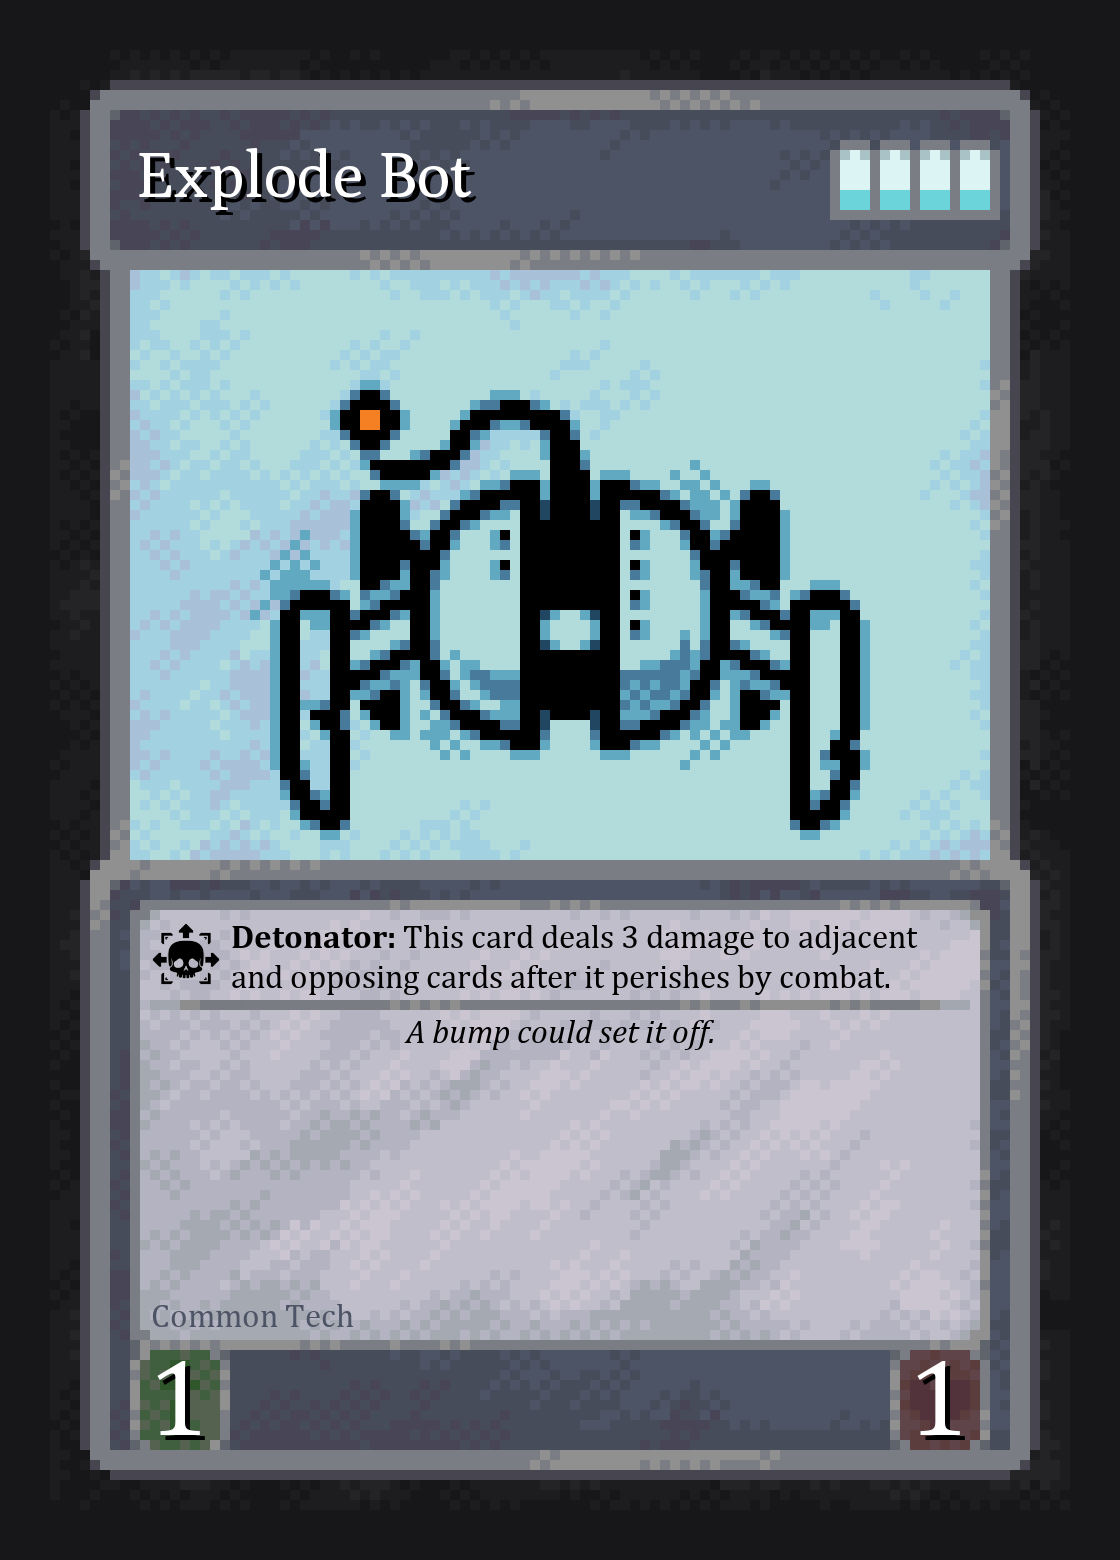 Explode Bot
Detonator: This card deals 3 damage to adjacent
and opposing cards after it perishes by combat.
A bump could set it off.
Common Tech
1 1